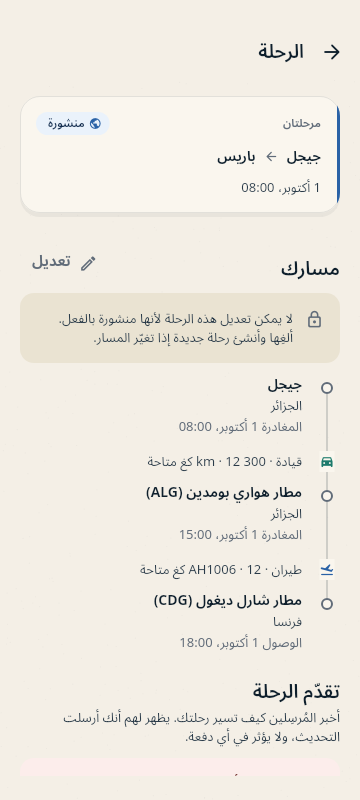 الرحلة
مرحلتان
منشورة
جيجل ← باريس
1 أكتوبر، 08:00
مسارك
تعديل
لا يمكن تعديل هذه الرحلة لأنها منشورة بالفعل.
ألغِها وأنشئ رحلة جديدة إذا تغيّر المسار.
جيجل
الجزائر
المغادرة 1 أكتوبر، 08:00
قيادة · 300 km · 12 كغ متاحة
مطار هواري بومدين (ALG)
الجزائر
المغادرة 1 أكتوبر، 15:00
طيران · AH1006 · 12 كغ متاحة
مطار شارل ديغول (CDG)
فرنسا
الوصول 1 أكتوبر، 18:00
تقدّم الرحلة
أخبر المُرسِلين كيف تسير رحلتك. يظهر لهم أنك أرسلت
التحديث، ولا يؤثر في أي دفعة.